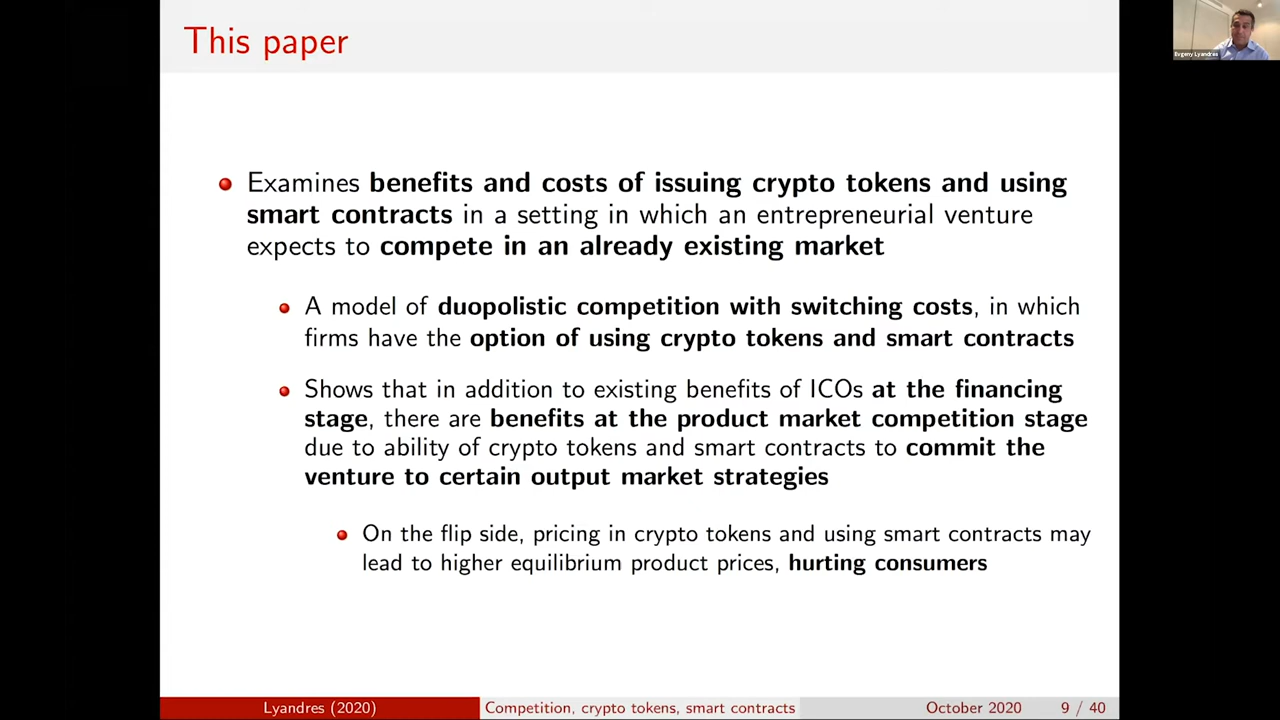 This paper
Evgeny Lyandres
Examines benefits and costs of issuing crypto tokens and using
smart contracts in a setting in which an entrepreneurial venture
expects to compete in an already existing market
A model of duopolistic competition with switching costs, in which
firms have the option of using crypto tokens and smart contracts
Shows that in addition to existing benefits of ICOs at the financing
stage, there are benefits at the product market competition stage
due to ability of crypto tokens and smart contracts to commit the
venture to certain output market strategies
On the flip side, pricing in crypto tokens and using smart contracts may
lead to higher equilibrium product prices, hurting consumers
Lyandres (2020) Competition, crypto tokens, smart contracts October 2020 9 / 40